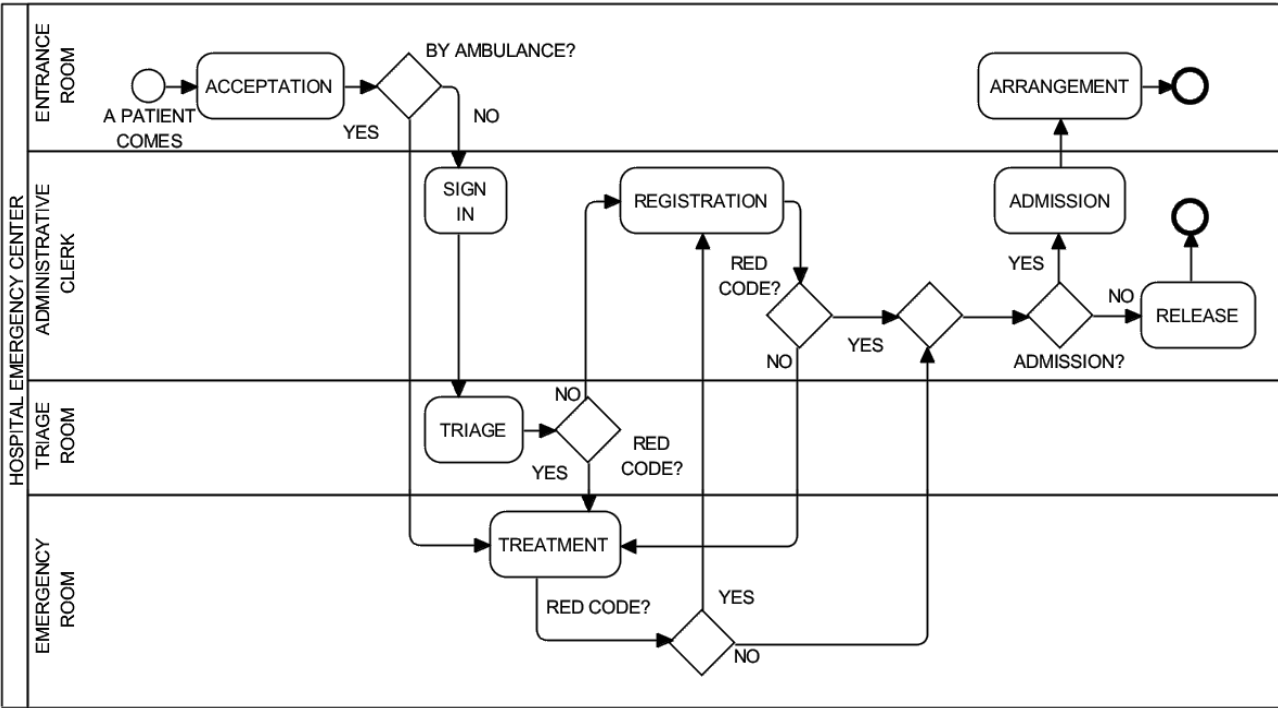 HOSPITAL EMERGENCY CENTER
ENTRANCE
ROOM
A PATIENT
COMES
ACCEPTATION
BY AMBULANCE?
YES
NO
ARRANGEMENT
ADMINISTRATIVE
CLERK
SIGN
IN
REGISTRATION
RED
CODE?
YES
NO
ADMISSION
YES
NO
ADMISSION?
RELEASE
TRIAGE
ROOM
TRIAGE
NO
RED
CODE?
YES
EMERGENCY
ROOM
TREATMENT
RED CODE?
YES
NO